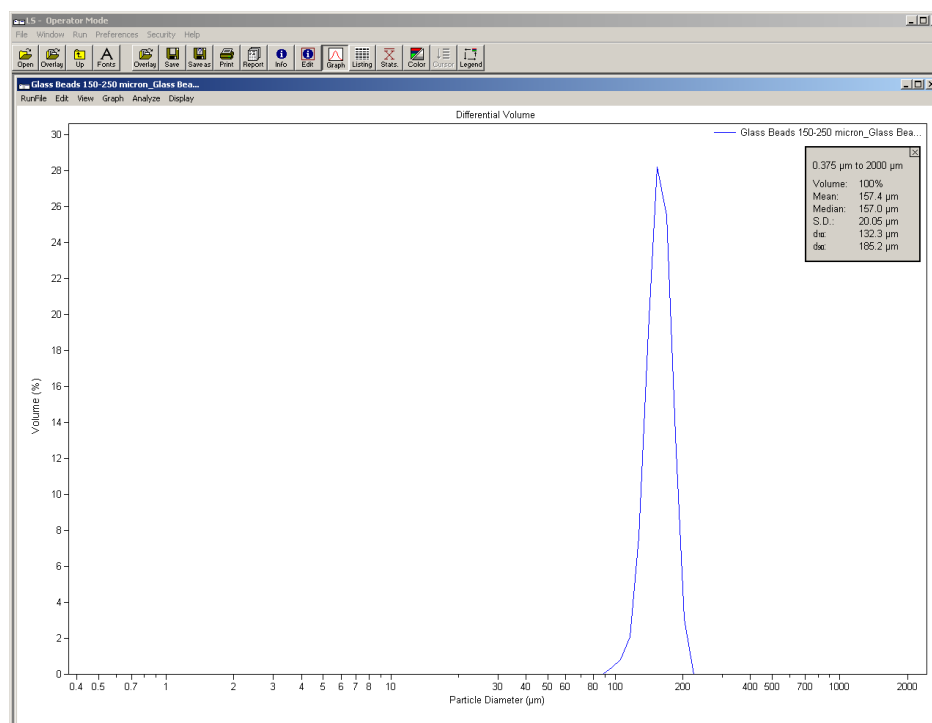 LS - Operator Mode
File Window Run Preferences Security Help
Open Overlay Up Fonts Overlay Save Save as Print Report Info Edit Graph Listing Stats. Color Cursor Legend
Glass Beads 150-250 micron_Glass Bea...
RunFile Edit View Graph Analyze Display
Differential Volume
Glass Beads 150-250 micron_Glass Bea...
0.375 µm to 2000 µm
Volume: 100%
Mean: 157.4 µm
Median: 157.0 µm
S.D.: 20.05 µm
d10: 132.3 µm
d90: 185.2 µm
Volume (%)
30
28
26
24
22
20
18
16
14
12
10
8
6
4
2
0
0.4 0.5 0.7 1 2 3 4 5 6 7 8 10 30 40 50 60 80 100 200 400 500 700 1000 2000
Particle Diameter (µm)